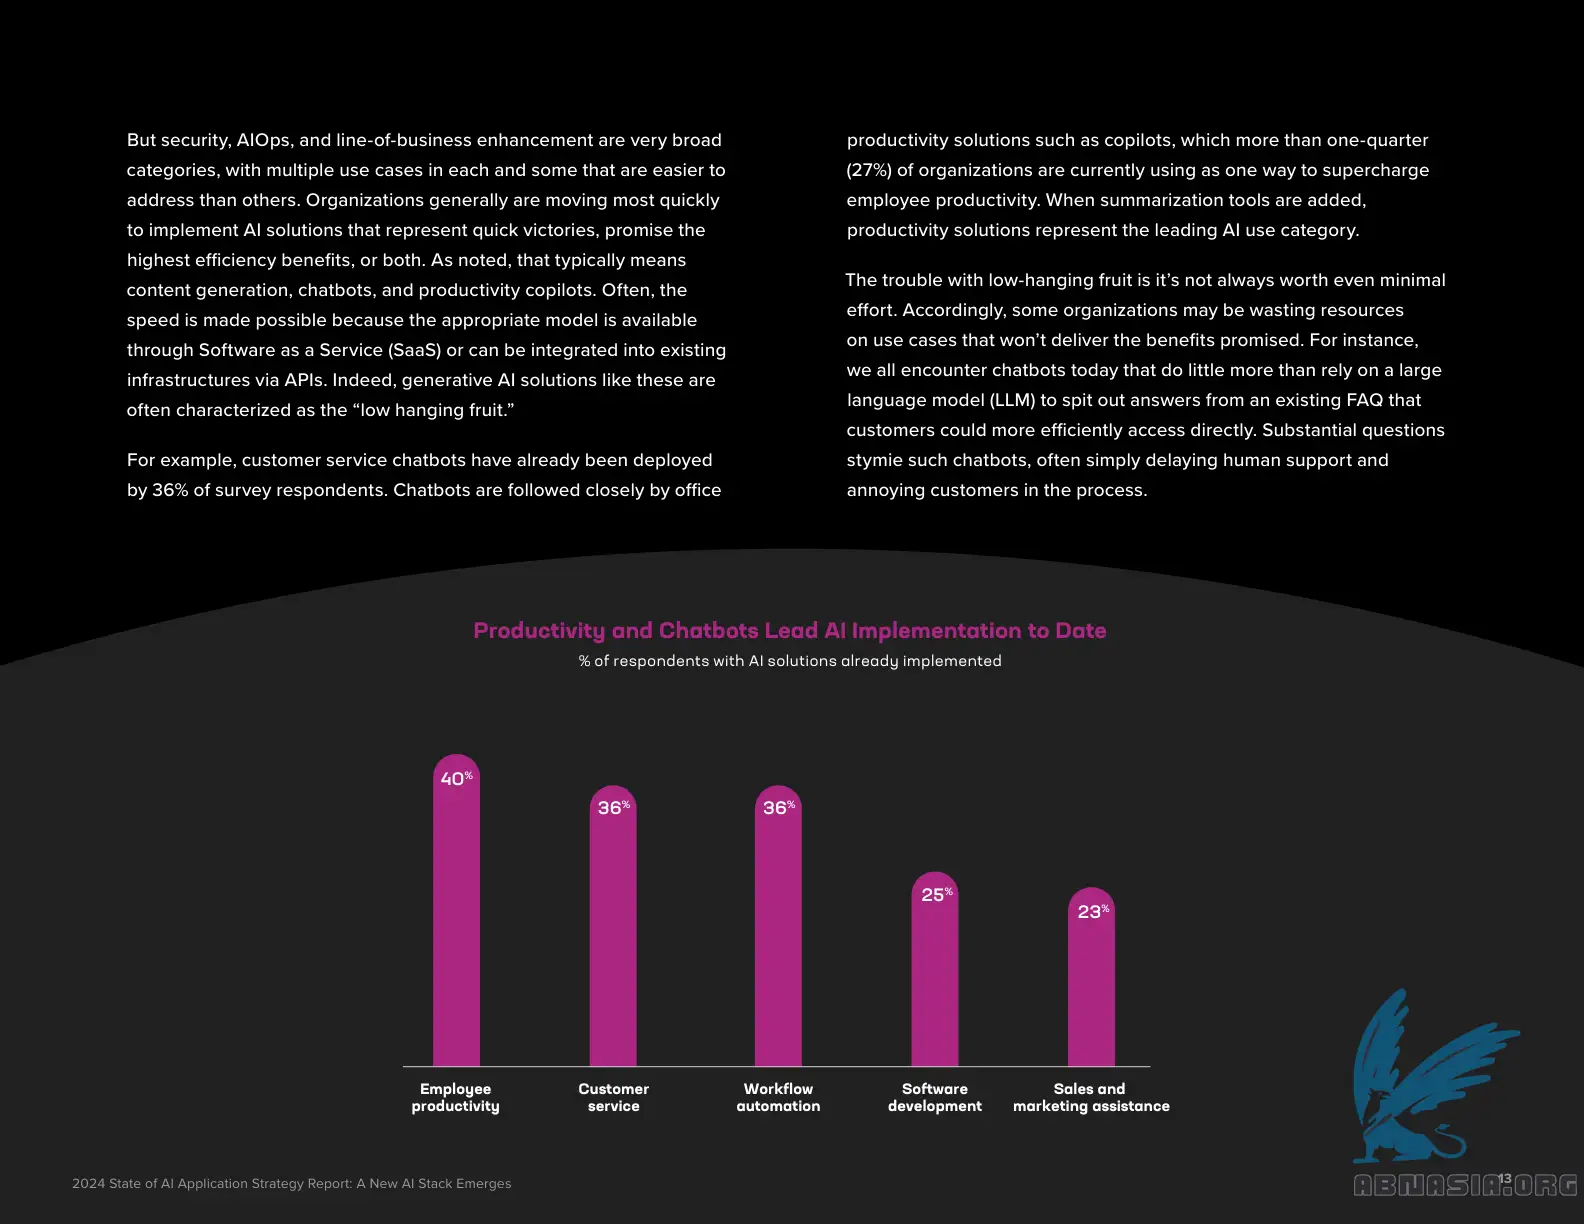 But security, AIOps, and line-of-business enhancement are very broad
categories, with multiple use cases in each and some that are easier to
address than others. Organizations generally are moving most quickly
to implement AI solutions that represent quick victories, promise the
highest efficiency benefits, or both. As noted, that typically means
content generation, chatbots, and productivity copilots. Often, the
speed is made possible because the appropriate model is available
through Software as a Service (SaaS) or can be integrated into existing
infrastructures via APIs. Indeed, generative AI solutions like these are
often characterized as the “low hanging fruit.”
For example, customer service chatbots have already been deployed
by 36% of survey respondents. Chatbots are followed closely by office
productivity solutions such as copilots, which more than one-quarter
(27%) of organizations are currently using as one way to supercharge
employee productivity. When summarization tools are added,
productivity solutions represent the leading AI use category.
The trouble with low-hanging fruit is it’s not always worth even minimal
effort. Accordingly, some organizations may be wasting resources
on use cases that won’t deliver the benefits promised. For instance,
we all encounter chatbots today that do little more than rely on a large
language model (LLM) to spit out answers from an existing FAQ that
customers could more efficiently access directly. Substantial questions
stymie such chatbots, often simply delaying human support and
annoying customers in the process.
Productivity and Chatbots Lead AI Implementation to Date
% of respondents with AI solutions already implemented
40%
36%
36%
25%
23%
Employee
productivity
Customer
service
Workflow
automation
Software
development
Sales and
marketing assistance
2024 State of AI Application Strategy Report: A New AI Stack Emerges
13
ABNASIA.ORG